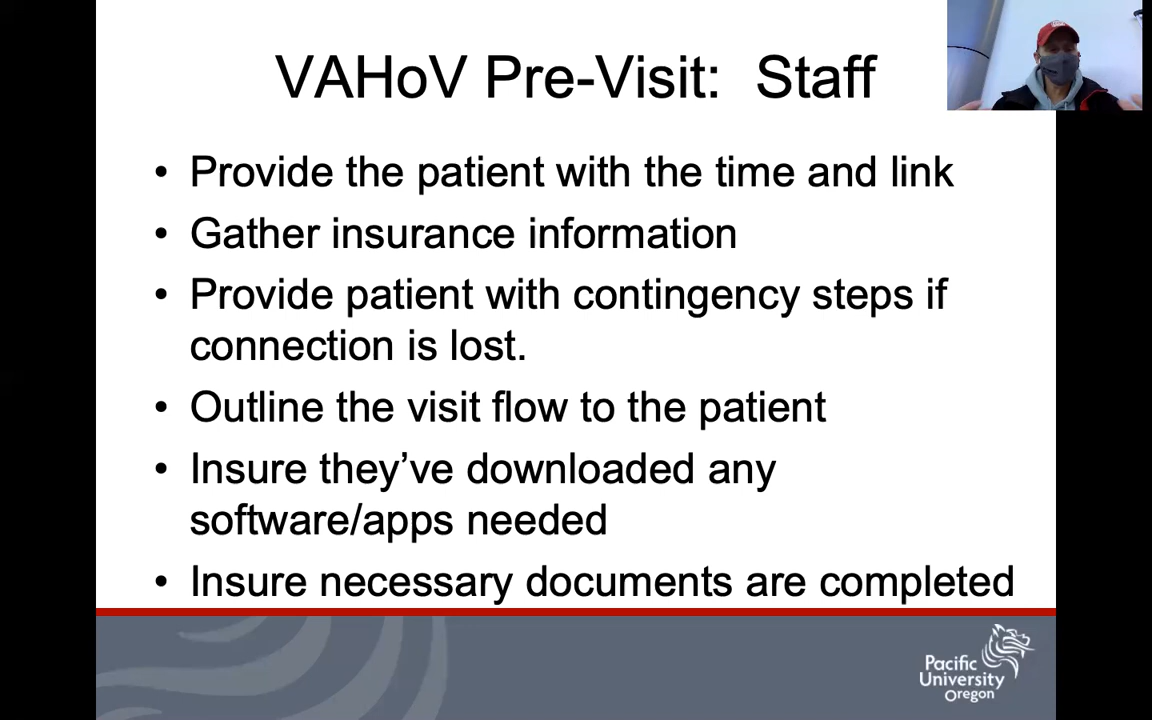 VAHoV Pre-Visit: Staff
• Provide the patient with the time and link
• Gather insurance information
• Provide patient with contingency steps if
connection is lost.
• Outline the visit flow to the patient
• Insure they’ve downloaded any
software/apps needed
• Insure necessary documents are completed
Pacific
University
Oregon